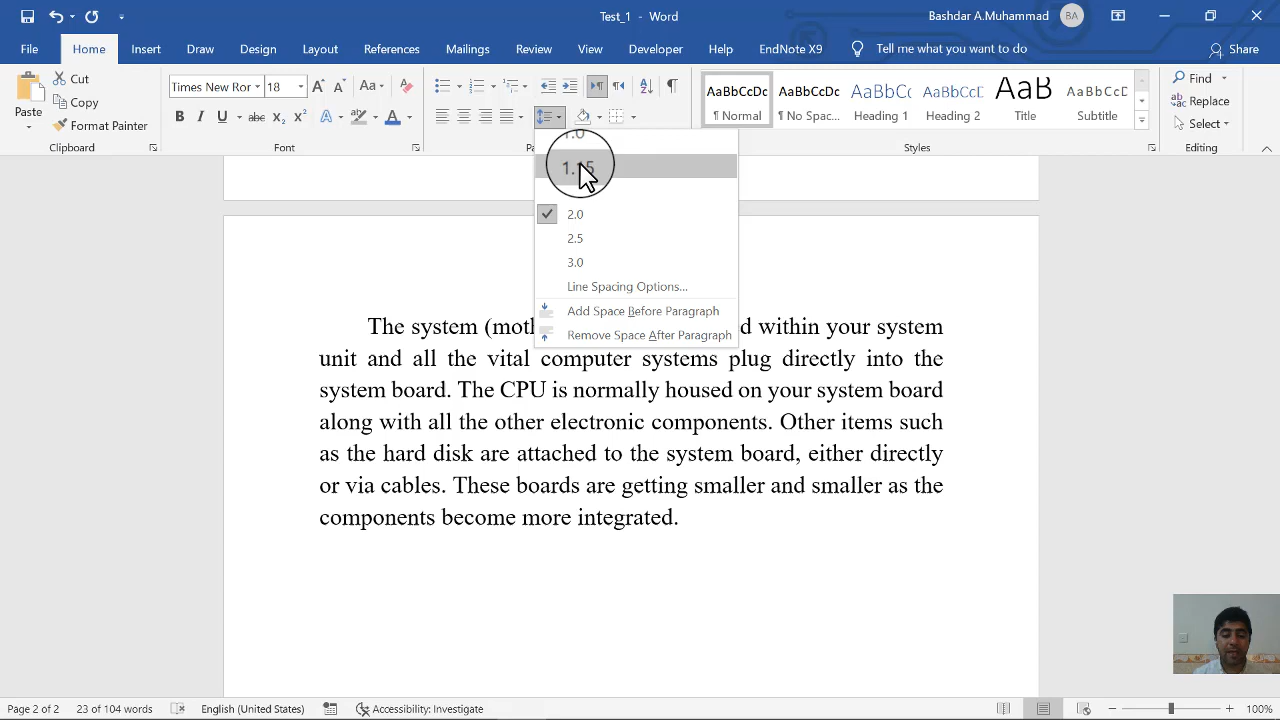 Test_1 - Word
Bashdar A.Muhammad
BA
File Home Insert Draw Design Layout References Mailings Review View Developer Help EndNote X9 Tell me what you want to do Share
Paste
Cut
Copy
Format Painter
Clipboard
Times New Ror 18
Aa
B I U abc X₂ X² A A
Font
AaBbCcDc
¶ Normal
AaBbCcDc
¶ No Spac...
AaBbCc
Heading 1
AaBbCcC
Heading 2
AaB
Title
AaBbCcC
Subtitle
Styles
Find
Replace
Select
Editing
1.0
1.15
2.0
2.5
3.0
Line Spacing Options...
Add Space Before Paragraph
Remove Space After Paragraph
The system within your system
unit and all the vital computer systems plug directly into the
system board. The CPU is normally housed on your system board
along with all the other electronic components. Other items such
as the hard disk are attached to the system board, either directly
or via cables. These boards are getting smaller and smaller as the
components become more integrated.
Page 2 of 2 23 of 104 words English (United States) Accessibility: Investigate 100%